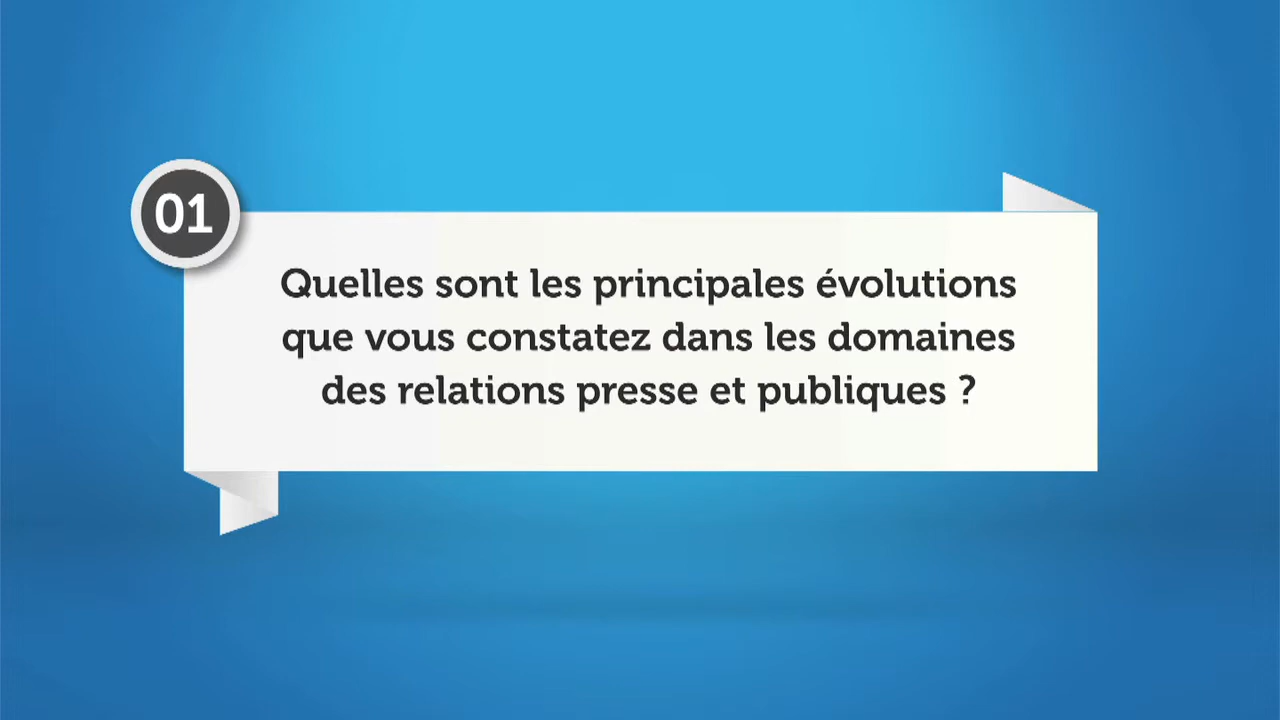 01
Quelles sont les principales évolutions
que vous constatez dans les domaines
des relations presse et publiques ?